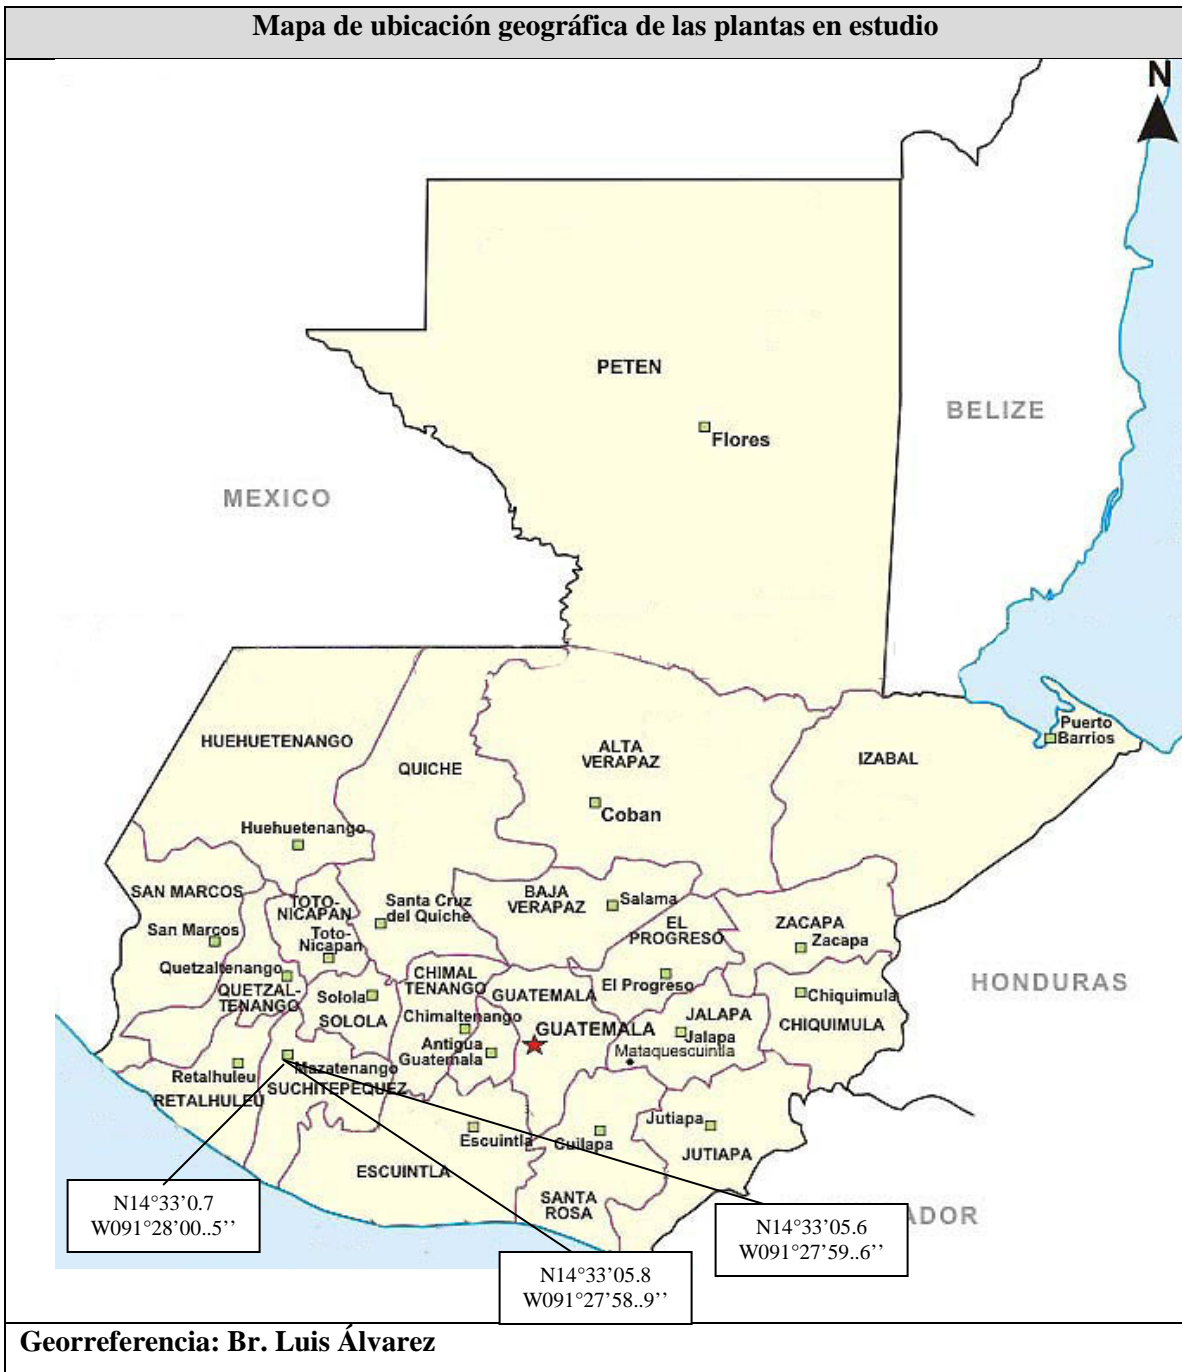 Mapa de ubicación geográfica de las plantas en estudio
N
PETEN
Flores
BELIZE
MEXICO
Puerto
Barrios
HUEHUETENANGO
QUICHE
ALTA
VERAPAZ
IZABAL
Coban
Huehuetenango
SAN MARCOS
TOTO-
NICAPAN
Santa Cruz
del Quiche
BAJA
VERAPAZ
Salama
EL
PROGRESO
ZACAPA
Zacapa
San Marcos
Toto-
Nicapan
Quetzaltenango
QUETZAL-
TENANGO
CHIMAL
TENANGO
GUATEMALA
El Progreso
Chiquimula
CHIQUIMULA
HONDURAS
Solola
SOLOLA
Chimaltenango
GUATEMALA
JALAPA
Jalapa
Antigua
Guatemala
Mataquescuintla
Retalhuleu
RETALHULEU
Mazatenango
SUCHITEPEQUEZ
Escuintla
ESCUINTLA
Cuilapa
Jutiapa
JUTIAPA
SANTA
ROSA
ADOR
N14°33’0.7
W091°28’00..5’’
N14°33’05.6
W091°27’59..6’’
N14°33’05.8
W091°27’58..9’’
Georreferencia: Br. Luis Álvarez